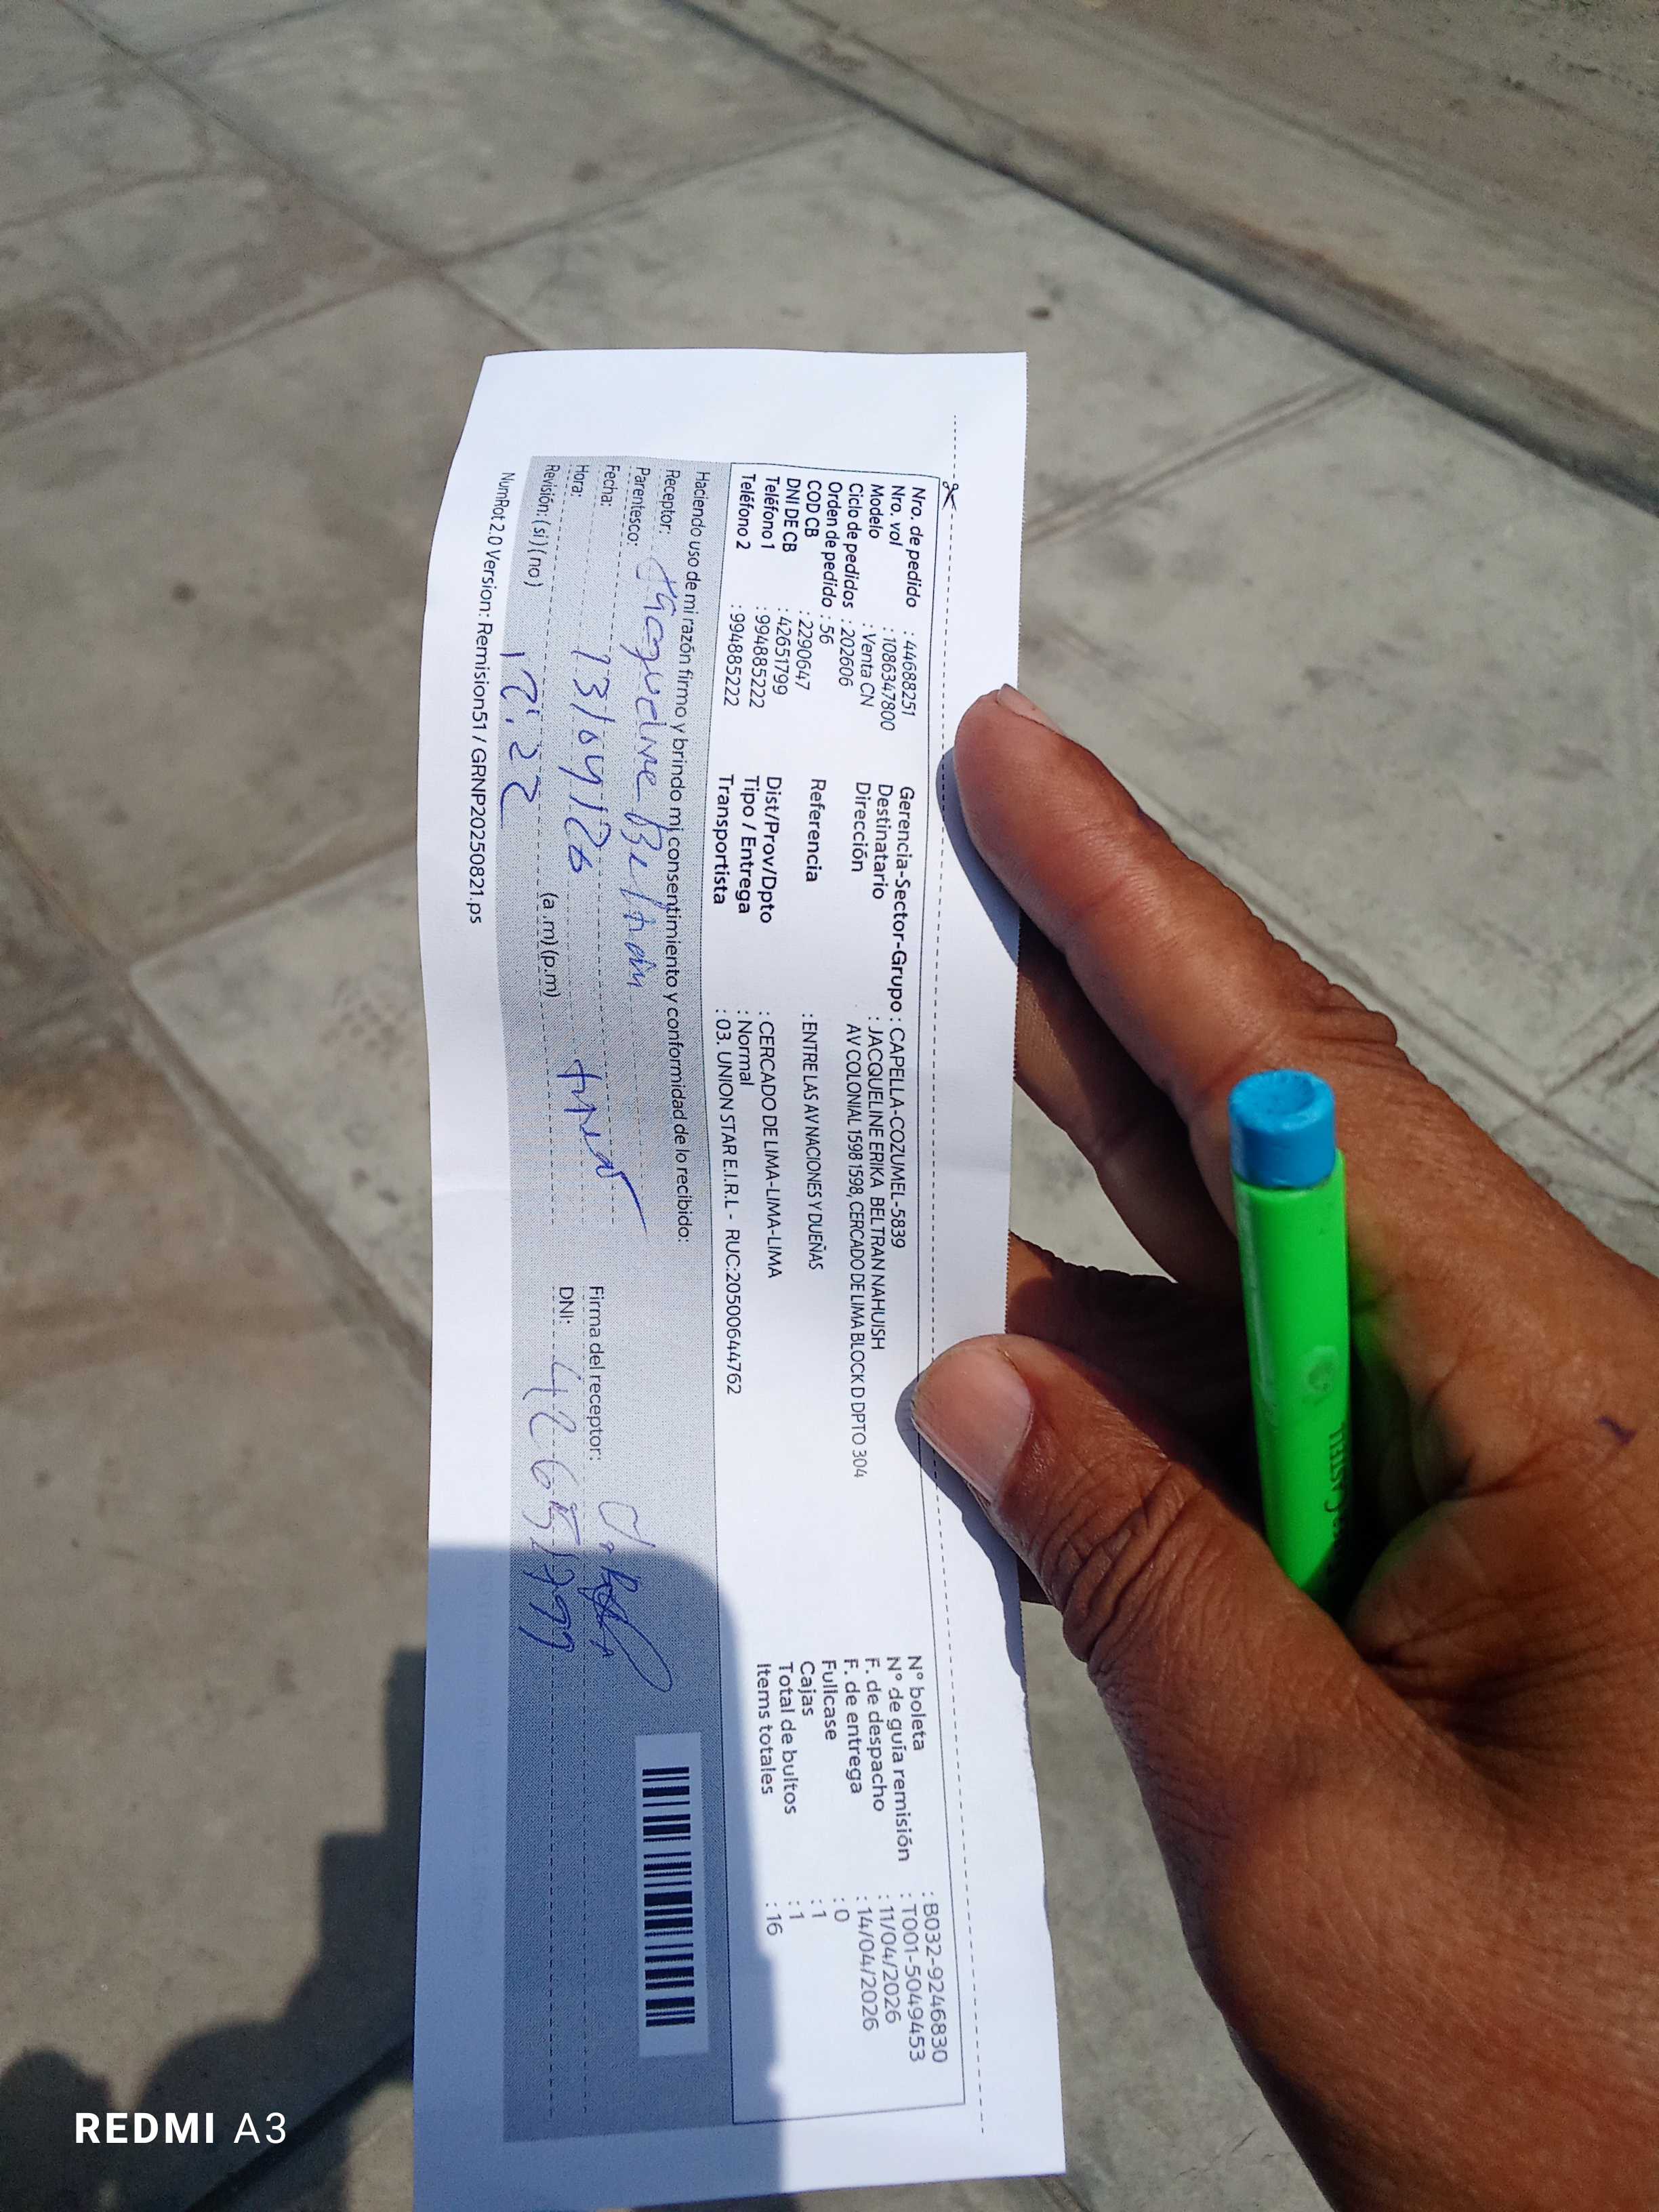 Nro. de pedido : 44688251
Nro. vol : 1086347800
Modelo : Venta CN
Ciclo de pedidos : 202606
Orden de pedido : 56
COD CB : 2290647
DNI DE CB : 42651799
Teléfono 1 : 994885222
Teléfono 2 : 994885222
Gerencia-Sector-Grupo : CAPELLA-COZUMEL-5839
Destinatario : JACQUELINE ERIKA BELTRAN NAHUISH
Dirección AV COLONIAL 1598 1598, CERCADO DE LIMA BLOCK D DPTO 304
Referencia : ENTRE LAS AV NACIONES Y DUEÑAS
Dist/Prov/Dpto : CERCADO DE LIMA-LIMA-LIMA
Tipo / Entrega : Normal
Transportista : 03. UNION STAR E.I.R.L - RUC:20500644762
N° boleta : B032-9246830
N° de guía remisión : T001-5049453
F. de despacho : 11/04/2026
F. de entrega : 14/04/2026
Fullcase : 0
Cajas : 1
Total de bultos : 1
Items totales : 16
Haciendo uso de mi razón firmo y brindo mi consentimiento y conformidad de lo recibido:
Receptor: Jacqueline Beltrán
Parentesco:
Fecha: 13/04/26
Hora: (a.m) (p.m)
Revisión: (si) (no)
Firma del receptor:
DNI: 42651799
NumRot 2.0 Version: Remision51 / GRNP20250821.ps
REDMI A3